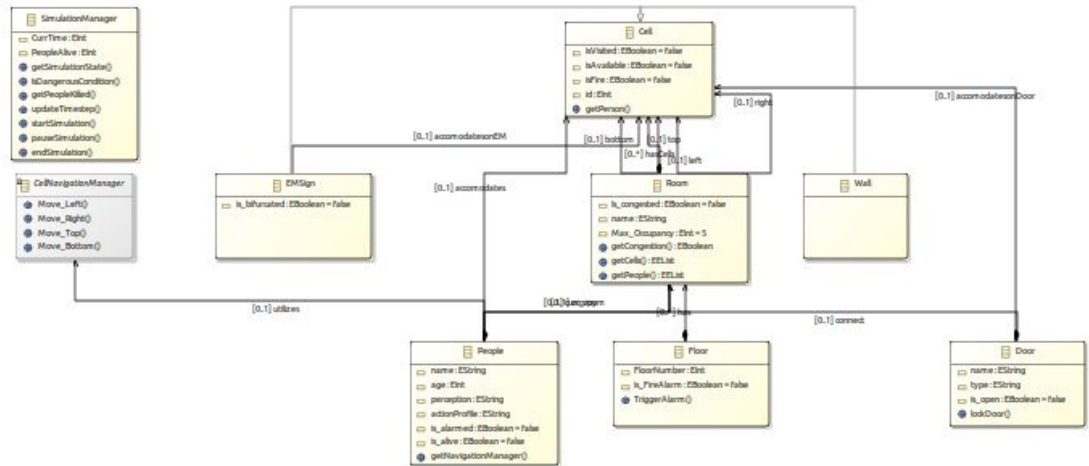 SimulationManager
CurrTime : EInt
PeopleAlive : EInt
getSimulationState()
isDangerousCondition()
getPeopleKilled()
updateTimestep()
startSimulation()
pauseSimulation()
endSimulation()
CellNavigationManager
Move_Left()
Move_Right()
Move_Top()
Move_Bottom()
Cell
isVisited : EBoolean = false
isAvailable : EBoolean = false
isFire : EBoolean = false
id : EInt
getPerson()
[0..1] right
[0..1] accomodatesonDoor
[0..1] accomodatesonEM
[0..1] bottom
[0..1] top
[0..*] hasCells
[0..1] left
[0..1] accomodates
EMSign
is_bifurcated : EBoolean = false
Room
is_congested : EBoolean = false
name : EString
Max_Occupancy : EInt = 5
getCongestion() : EBoolean
getCells() : EEList
getPeople() : EEList
Wall
[0..1] utilizes
has
[0..1] connect
People
name : EString
age : EInt
perception : EString
actionProfile : EString
is_alarmed : EBoolean = false
is_alive : EBoolean = false
getNavigationManager()
Floor
FloorNumber : EInt
is_FireAlarm : EBoolean = false
TriggerAlarm()
Door
name : EString
type : EString
is_open : EBoolean = false
lockDoor()